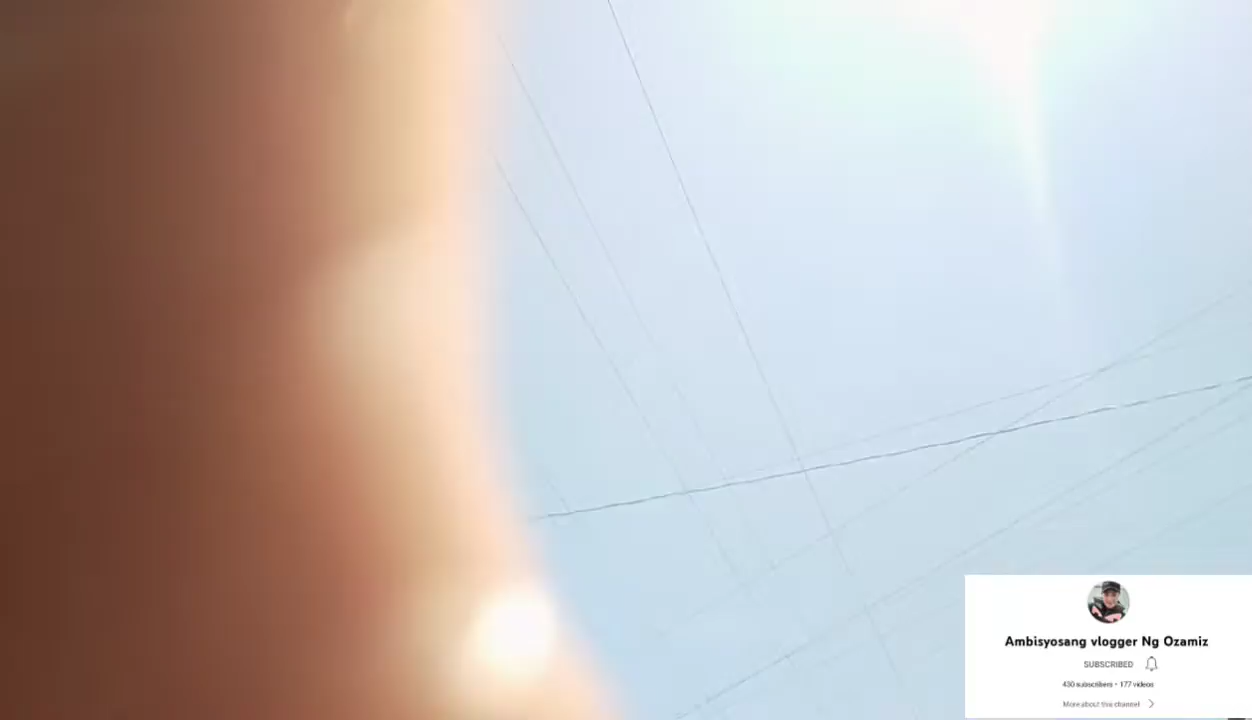 Ambisyosang vlogger Ng Ozamiz
SUBSCRIBED
430 subscribers • 177 videos
More about this channel